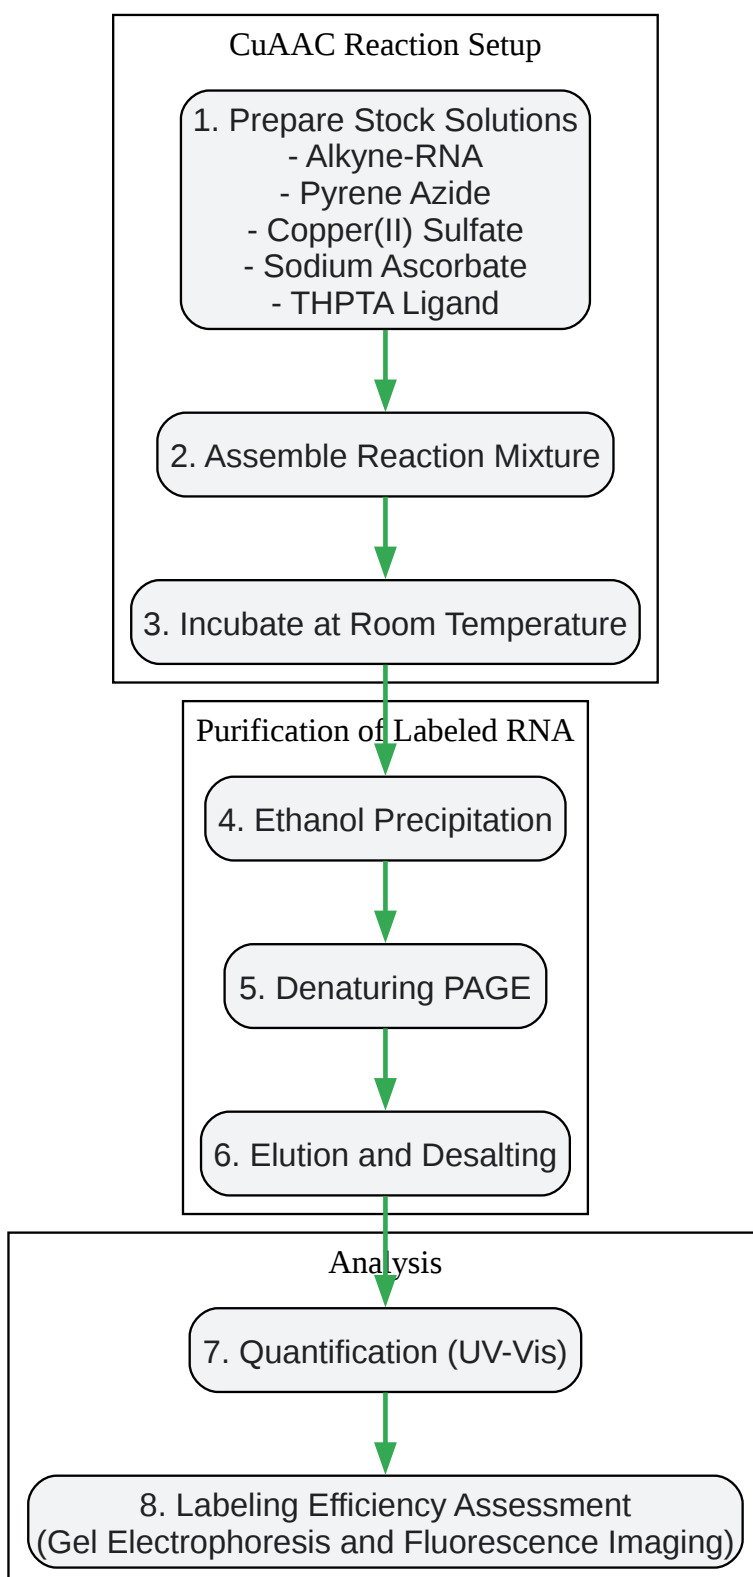 CuAAC Reaction Setup
1. Prepare Stock Solutions
- Alkyne-RNA
- Pyrene Azide
- Copper(II) Sulfate
- Sodium Ascorbate
- THPTA Ligand
2. Assemble Reaction Mixture
3. Incubate at Room Temperature
Purification of Labeled RNA
4. Ethanol Precipitation
5. Denaturing PAGE
6. Elution and Desalting
Analysis
7. Quantification (UV-Vis)
8. Labeling Efficiency Assessment
(Gel Electrophoresis and Fluorescence Imaging)